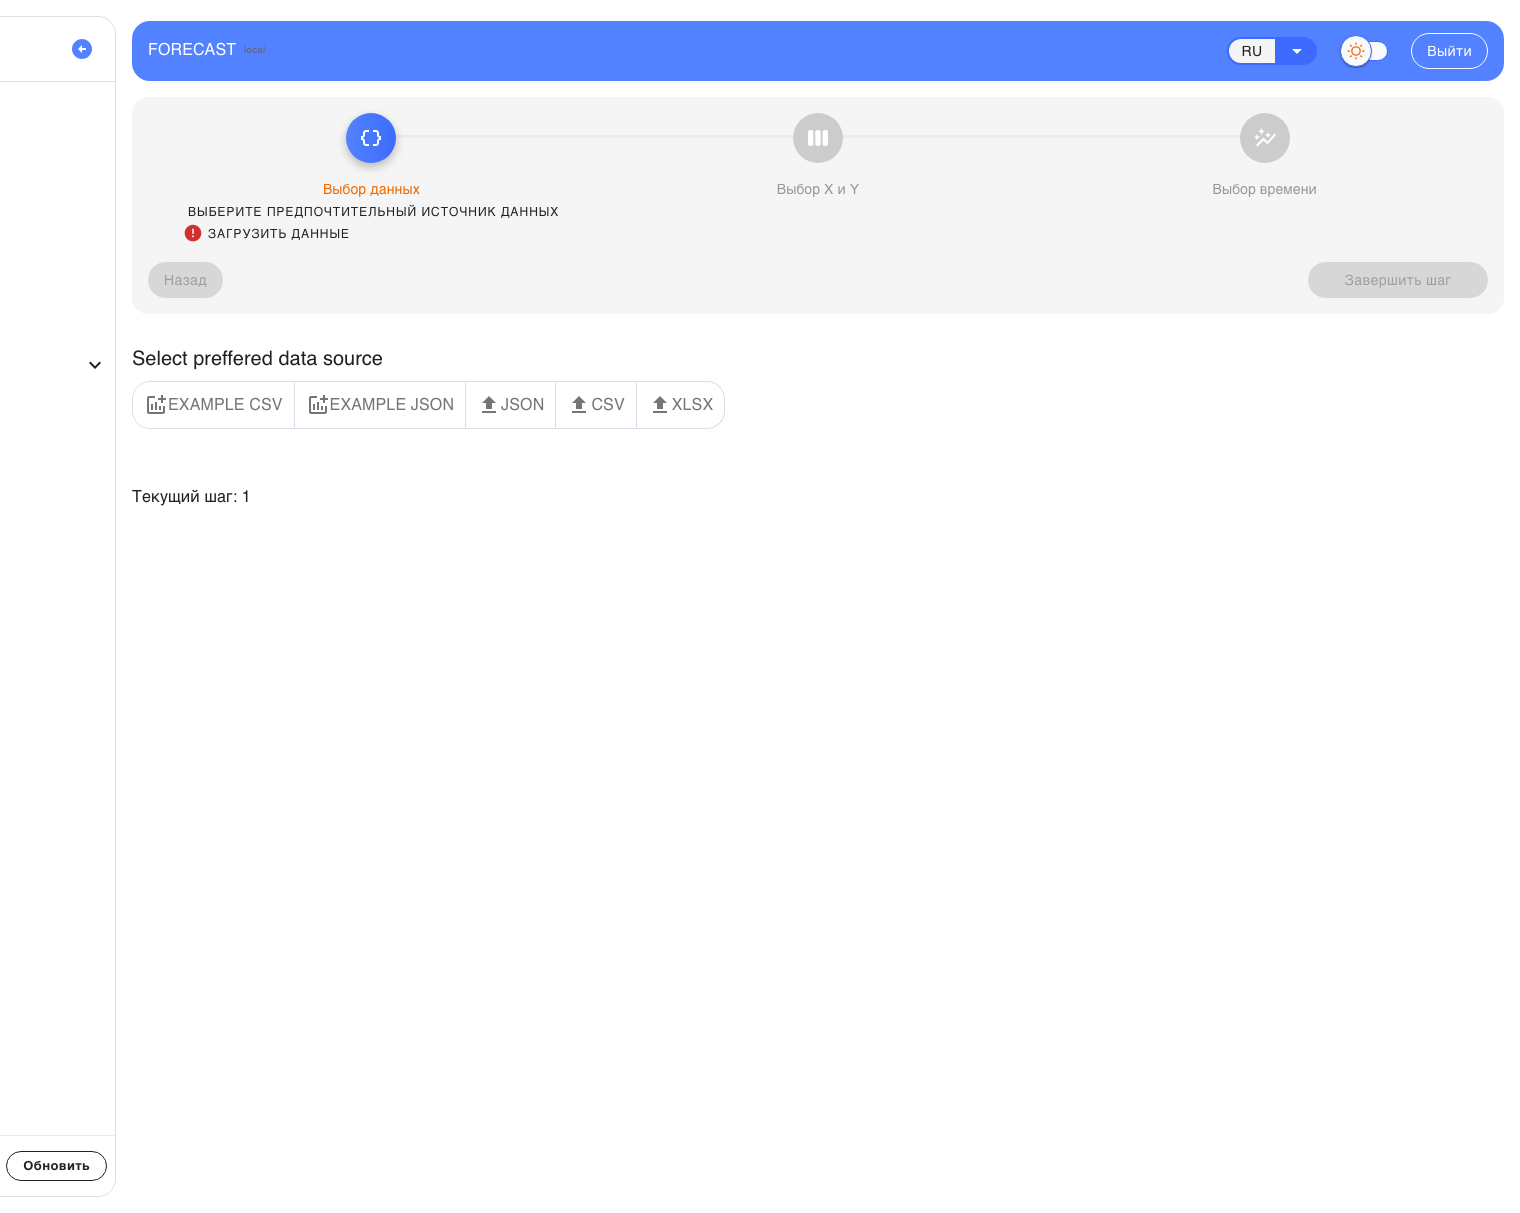 FORECAST local
RU
Выйти
Выбор данных
Выбор X и Y
Выбор времени
ВЫБЕРИТЕ ПРЕДПОЧТИТЕЛЬНЫЙ ИСТОЧНИК ДАННЫХ
ЗАГРУЗИТЬ ДАННЫЕ
Назад
Завершить шаг
Select preffered data source
EXAMPLE CSV
EXAMPLE JSON
JSON
CSV
XLSX
Текущий шаг: 1
Обновить